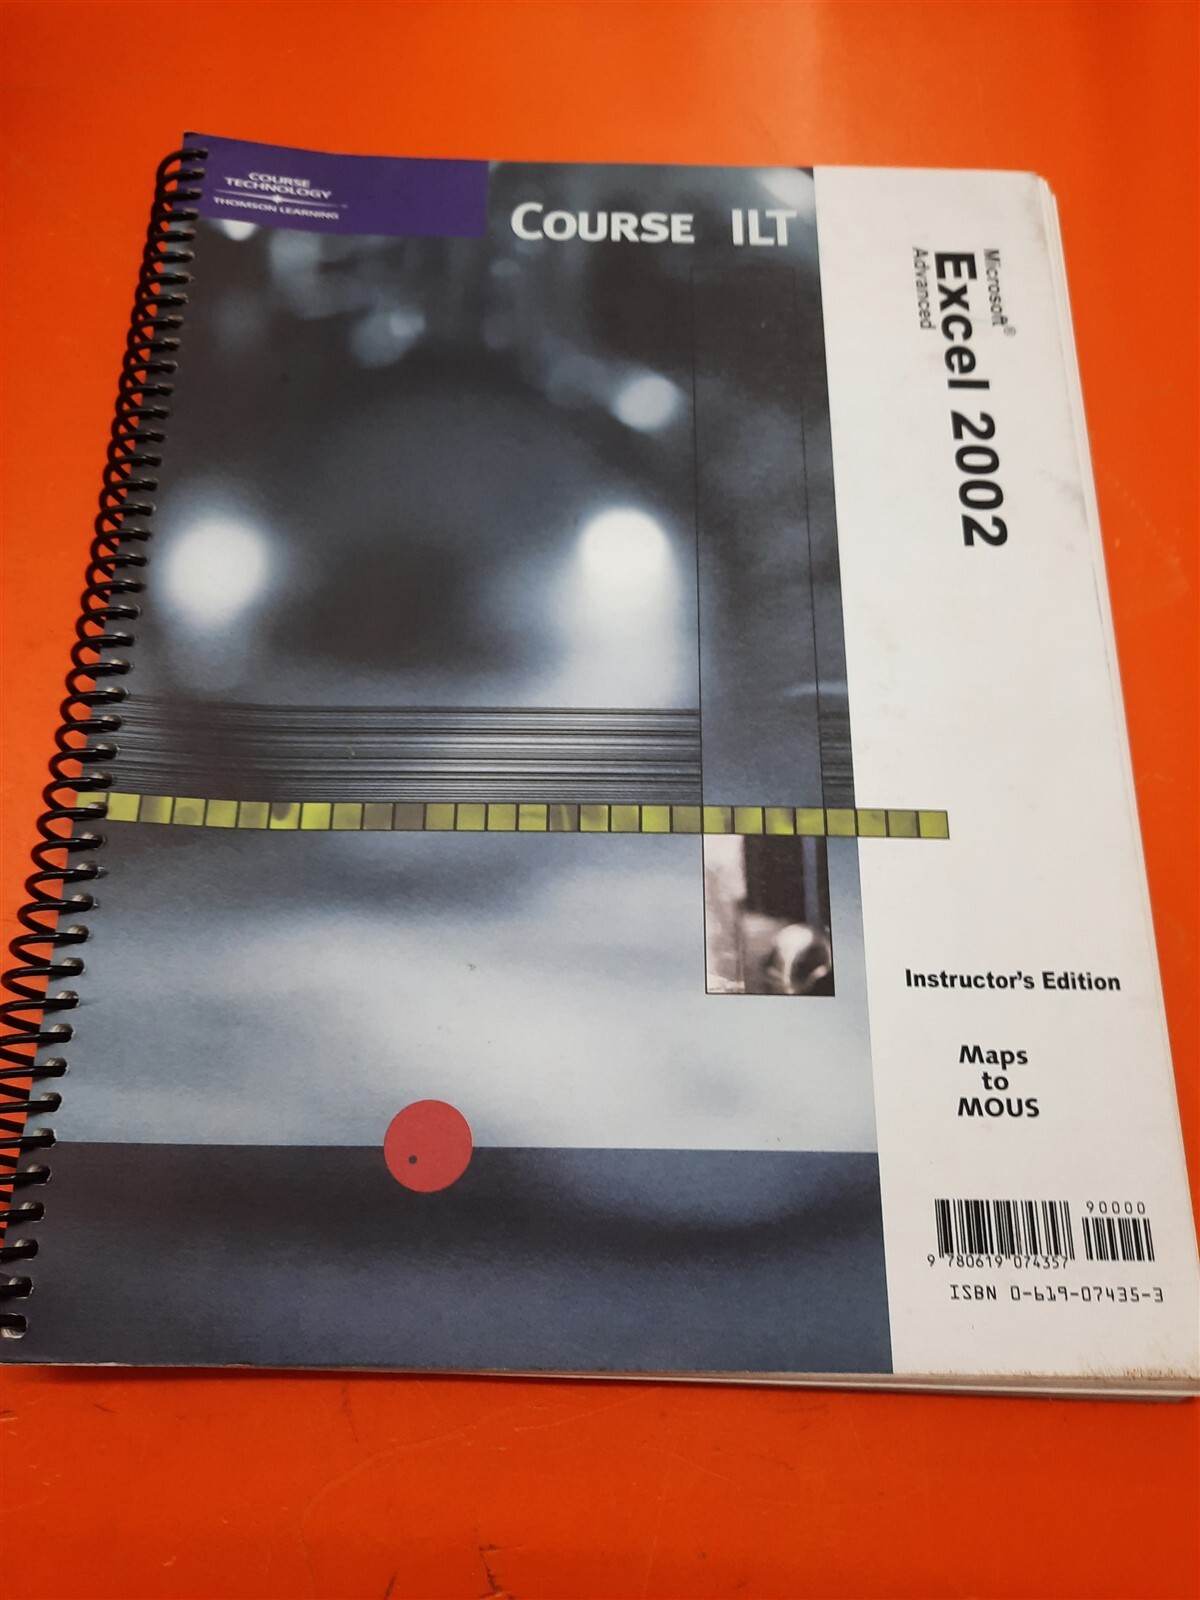 COURSE
TECHNOLOGY
THOMSON LEARNING
COURSE ILT
Microsoft®
Excel 2002
Advanced
Instructor's Edition
Maps
to
MOUS
90000
9 780619 074357
ISBN 0-619-07435-3